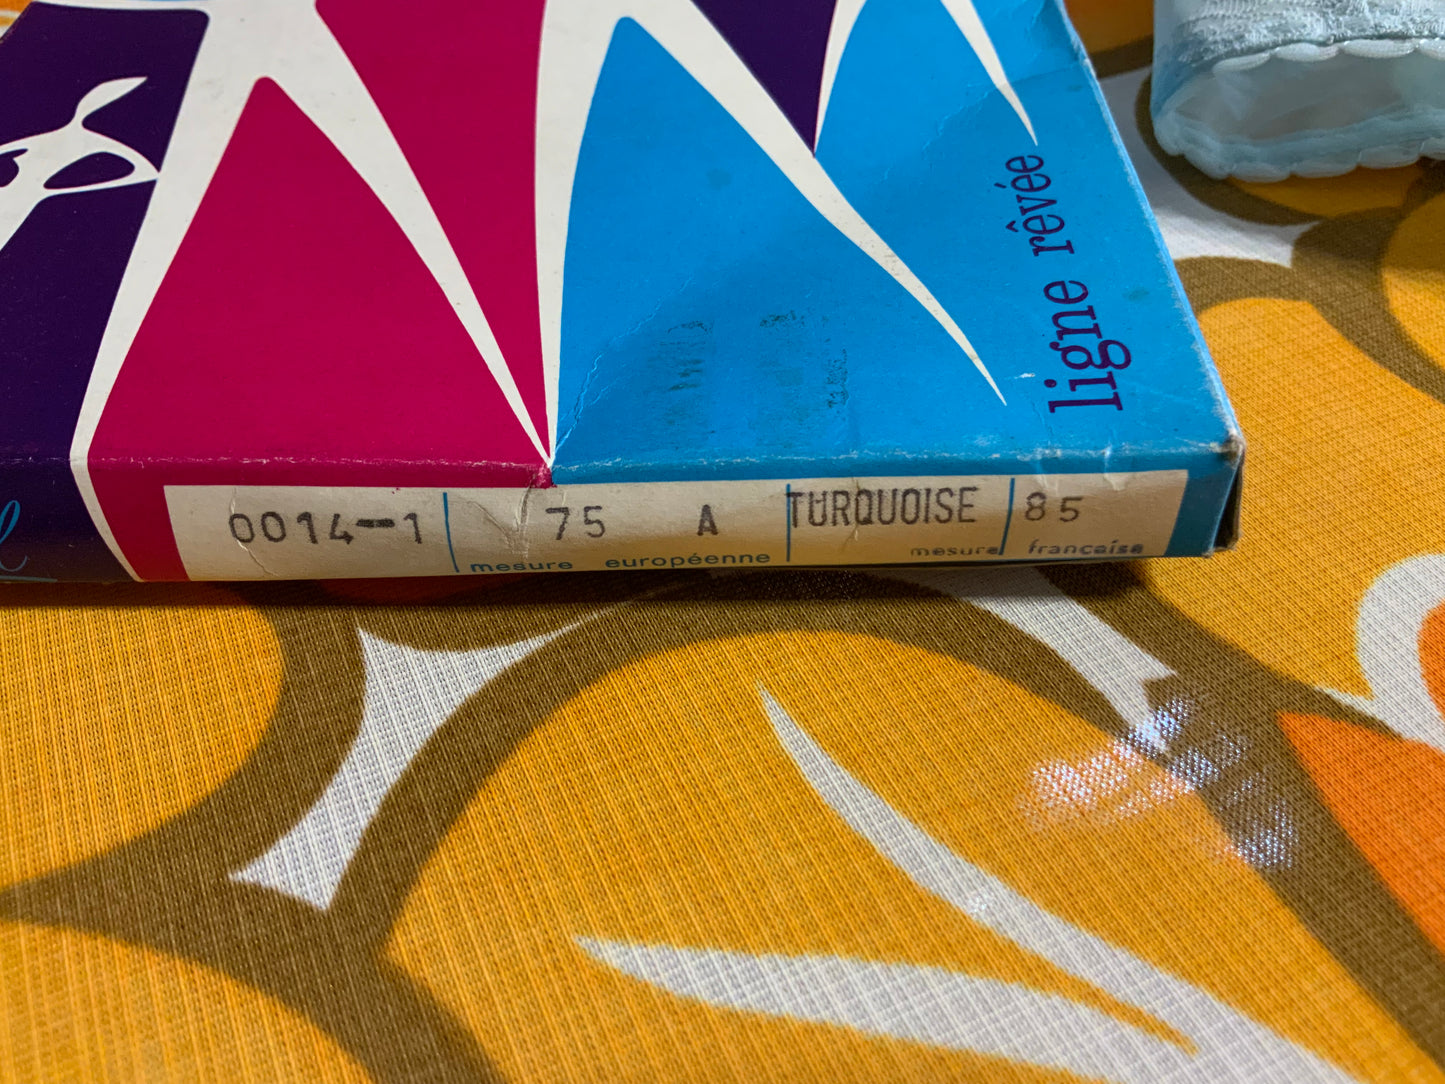 ligne rêvée
0014-1 75 A TURQUOISE 85
mesure européenne mesure française